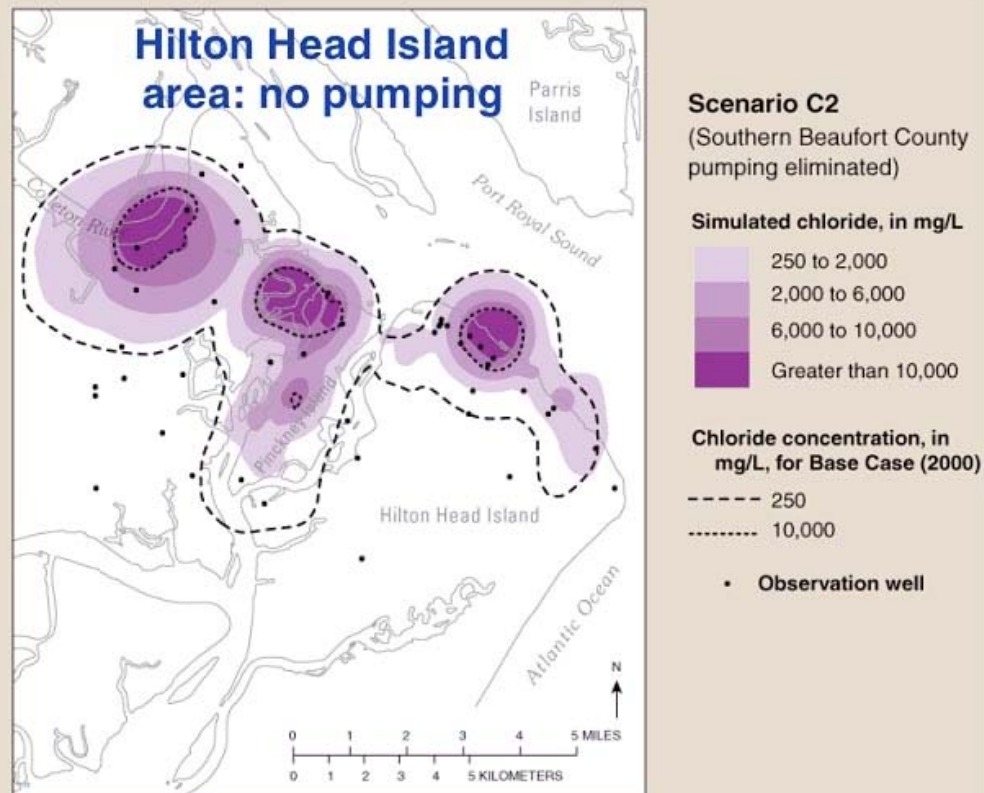 Hilton Head Island
area: no pumping
Parris
Island
Colleton River
Port Royal Sound
Pinckney Island
Hilton Head Island
Atlantic Ocean
N
0 1 2 3 4 5 MILES
0 1 2 3 4 5 KILOMETERS
Scenario C2
(Southern Beaufort County
pumping eliminated)
Simulated chloride, in mg/L
250 to 2,000
2,000 to 6,000
6,000 to 10,000
Greater than 10,000
Chloride concentration, in
mg/L, for Base Case (2000)
250
10,000
Observation well